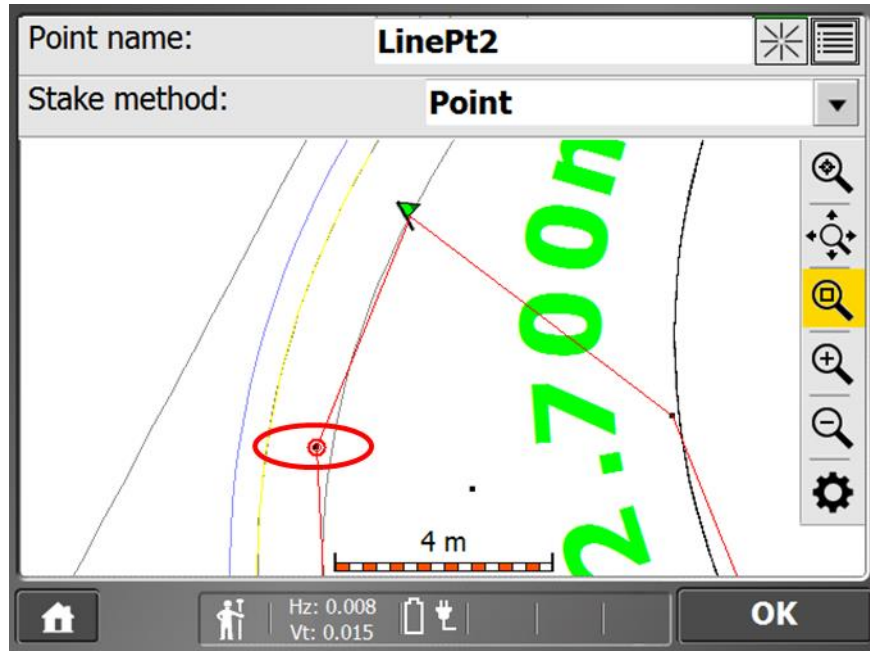 Point name: LinePt2
Stake method: Point
2.700m
4 m
Hz: 0.008
Vt: 0.015
OK